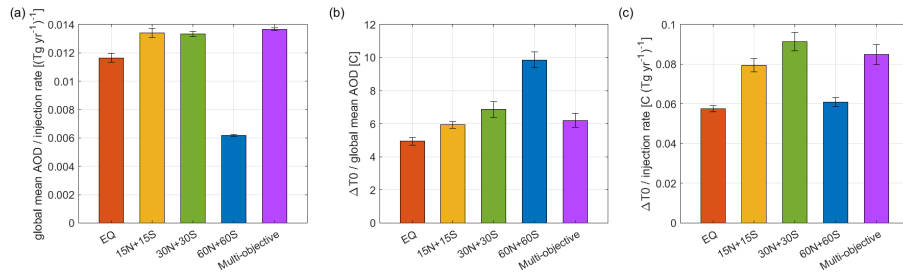 (a)
global mean AOD / injection rate [(Tg yr⁻¹)⁻¹]
0.014
0.012
0.01
0.008
0.006
0.004
0.002
0
EQ
15N+15S
30N+30S
60N+60S
Multi-objective
(b)
Δ T0 / global mean AOD [C]
12
10
8
6
4
2
0
EQ
15N+15S
30N+30S
60N+60S
Multi-objective
(c)
Δ T0 / injection rate [C (Tg yr⁻¹)⁻¹]
0.1
0.08
0.06
0.04
0.02
0
EQ
15N+15S
30N+30S
60N+60S
Multi-objective